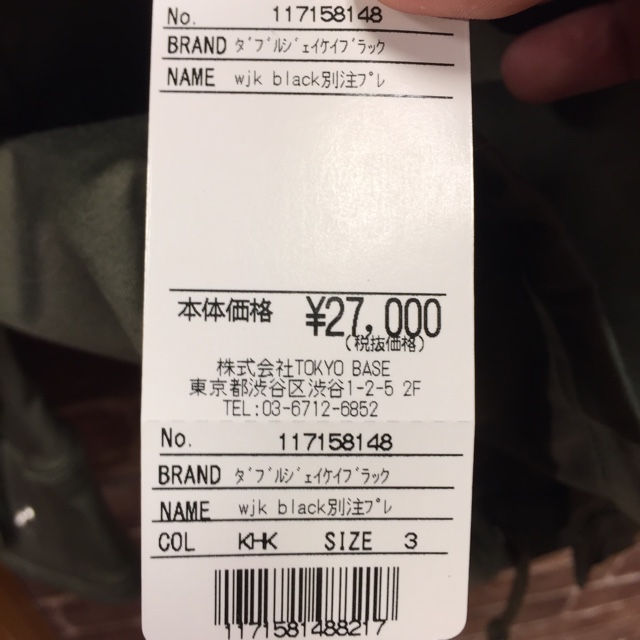 No. 117158148
BRAND ﾀﾞﾌﾞﾙｼﾞｪｲｹｲﾌﾞﾗｯｸ
NAME wjk black別注ﾌﾟﾚ
本体価格 ¥27,000
(税抜価格)
株式会社TOKYO BASE
東京都渋谷区渋谷1-2-5 2F
TEL:03-6712-6852
No. 117158148
BRAND ﾀﾞﾌﾞﾙｼﾞｪｲｹｲﾌﾞﾗｯｸ
NAME wjk black別注ﾌﾟﾚ
COL KHK SIZE 3
1171581488217